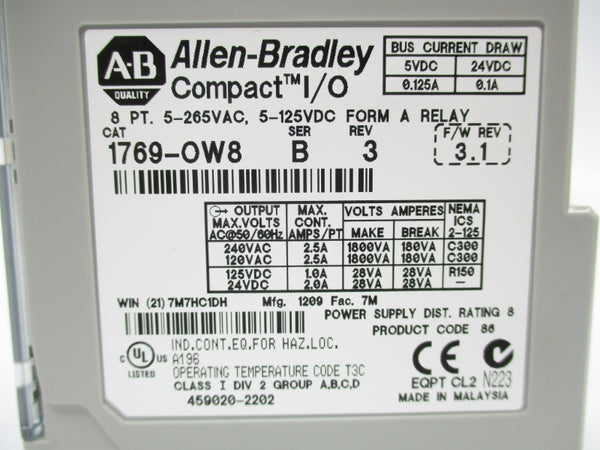 A-B
QUALITY
Allen-Bradley
Compact™I/O
BUS CURRENT DRAW
5VDC 24VDC
0.125A 0.1A
8 PT. 5-265VAC, 5-125VDC FORM A RELAY
CAT SER REV
1769-OW8 B 3
F/W REV
3.1
OUTPUT MAX. VOLTS AMPERES NEMA
MAX.VOLTS CONT. ICS
AC@50/60Hz AMPS/PT MAKE BREAK 2-125
240VAC 2.5A 1800VA 180VA C300
120VAC 2.5A 1800VA 180VA C300
125VDC 1.0A 28VA 28VA R150
24VDC 2.0A 28VA 28VA —
WIN (21) 7M7HC1DH Mfg. 1209 Fac. 7M
POWER SUPPLY DIST. RATING 8
PRODUCT CODE 86
C UL US
LISTED
IND.CONT.EQ.FOR HAZ.LOC.
A196
OPERATING TEMPERATURE CODE T3C
CLASS I DIV 2 GROUP A,B,C,D
459020-2202
CE
EQPT CL2 N223
MADE IN MALAYSIA